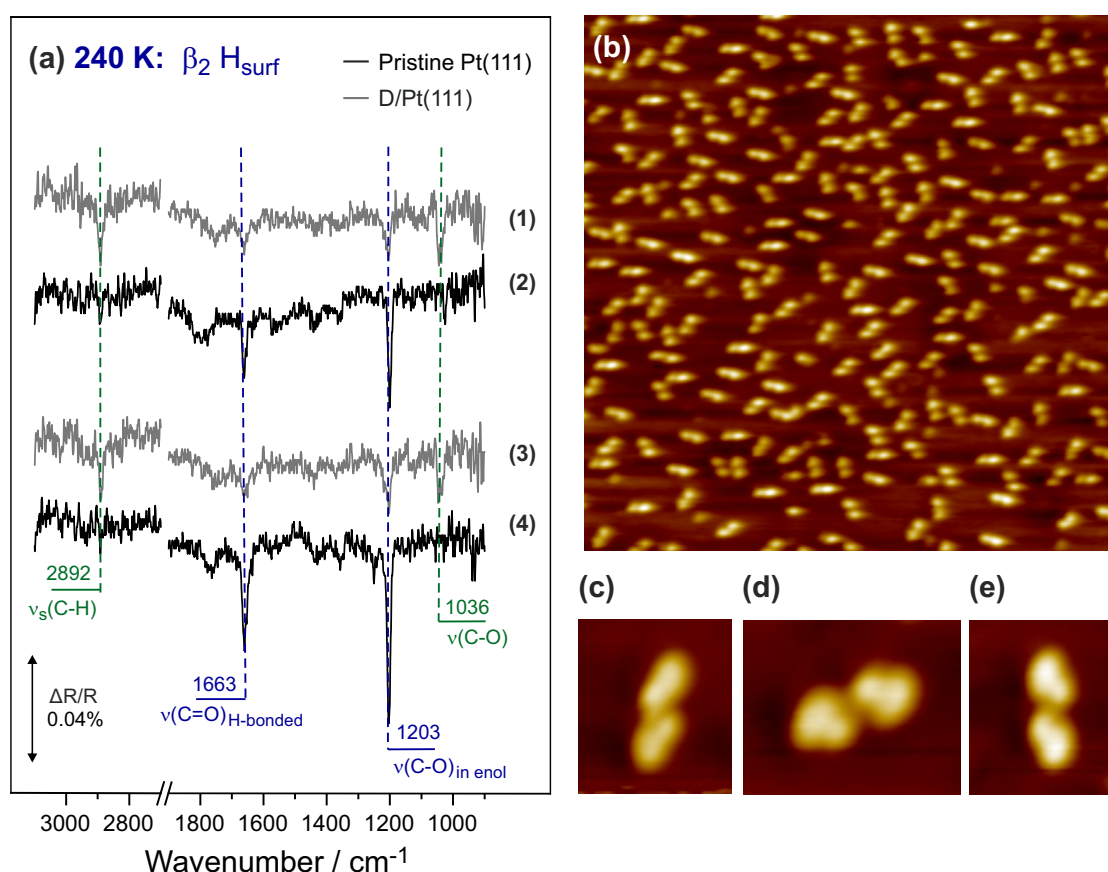 (a) 240 K: β2 Hsurf
Pristine Pt(111)
D/Pt(111)
(1)
(2)
(3)
(4)
2892
νs(C-H)
1036
ν(C-O)
1663
ν(C=O)H-bonded
1203
ν(C-O)in enol
ΔR/R
0.04%
3000 2800 1800 1600 1400 1200 1000
Wavenumber / cm-1
(b)
(c) (d) (e)